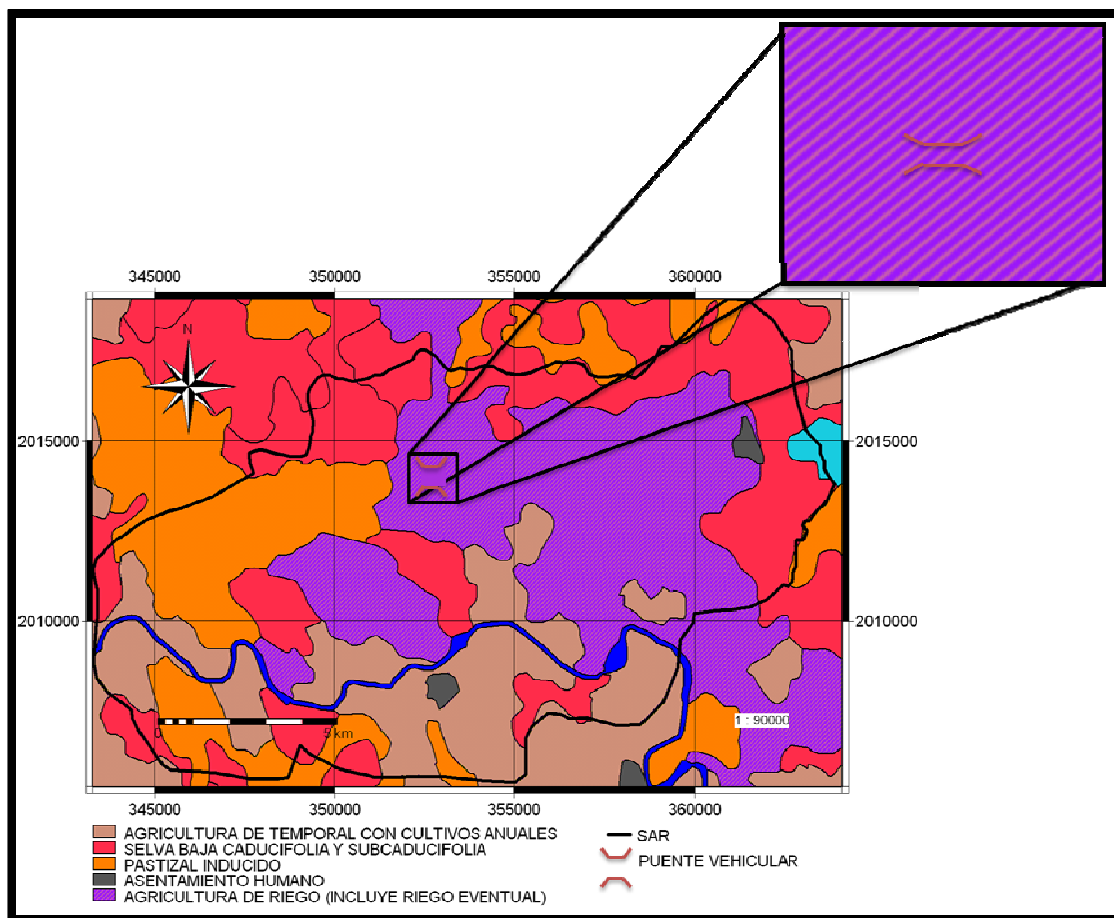 345000 350000 355000 360000
N
2015000 2015000
2010000 2010000
1 : 90000
0 5 km
345000 350000 355000 360000
AGRICULTURA DE TEMPORAL CON CULTIVOS ANUALES
SELVA BAJA CADUCIFOLIA Y SUBCADUCIFOLIA
PASTIZAL INDUCIDO
ASENTAMIENTO HUMANO
AGRICULTURA DE RIEGO (INCLUYE RIEGO EVENTUAL)
SAR
PUENTE VEHICULAR